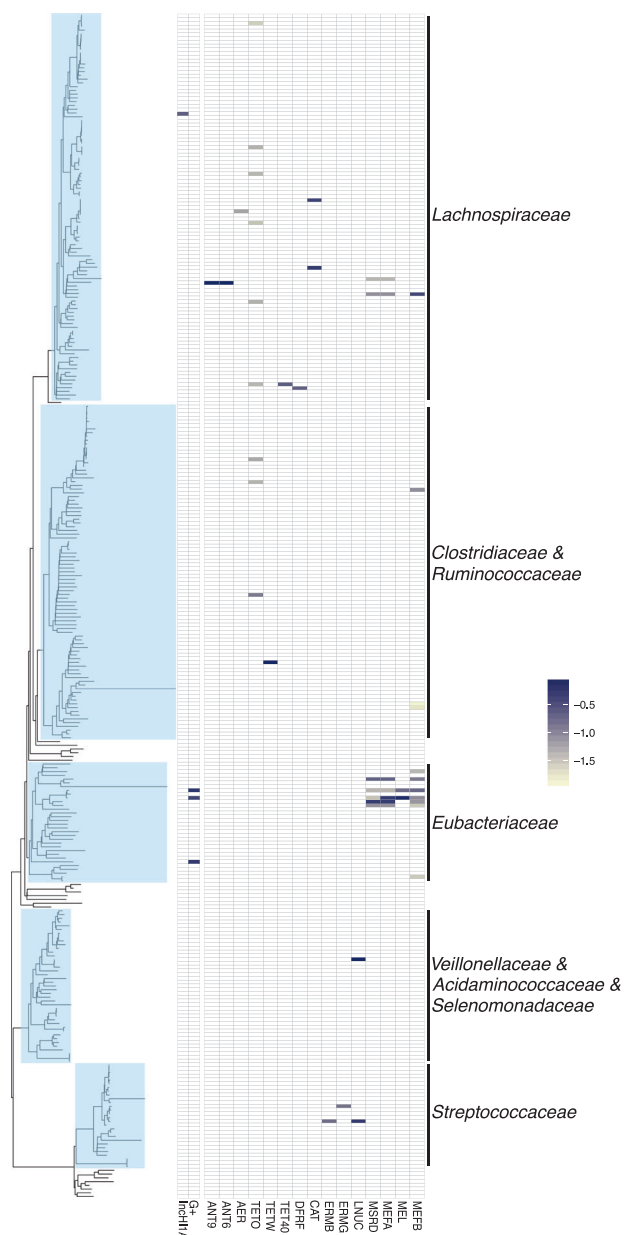 Lachnospiraceae
Clostridiaceae &
Ruminococcaceae
−0.5
−1.0
−1.5
Eubacteriaceae
Veillonellaceae &
Acidaminococcaceae &
Selenomonadaceae
Streptococcaceae
IncHI1A
G+
ANT9
ANT6
AER
TETO
TETW
TET40
DFRF
CAT
ERMB
ERMG
LNUC
MSRD
MEFA
MEL
MEFB